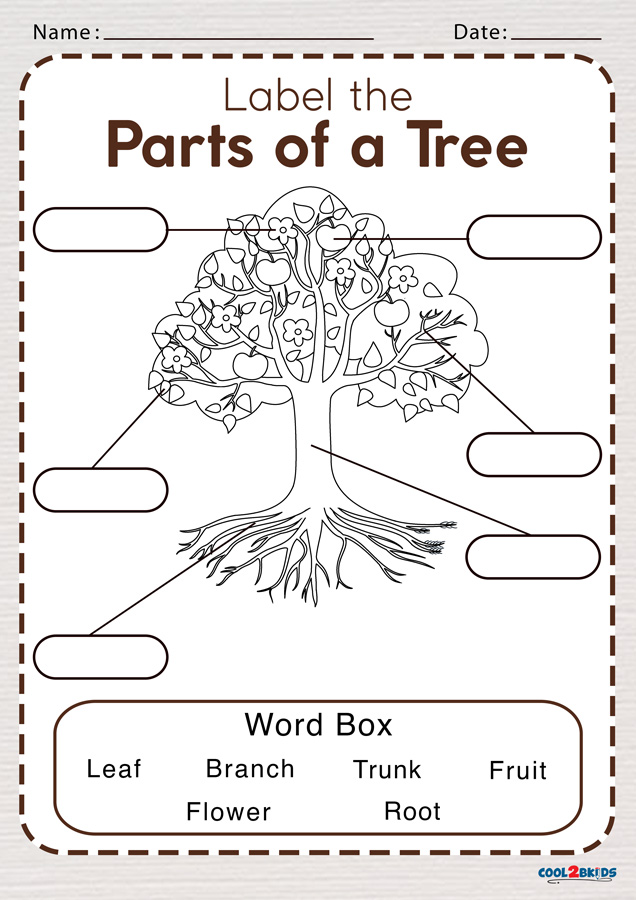 Name: Date:
Label the
Parts of a Tree
Word Box
Leaf Branch Trunk Fruit
Flower Root
COOL2BKIDS